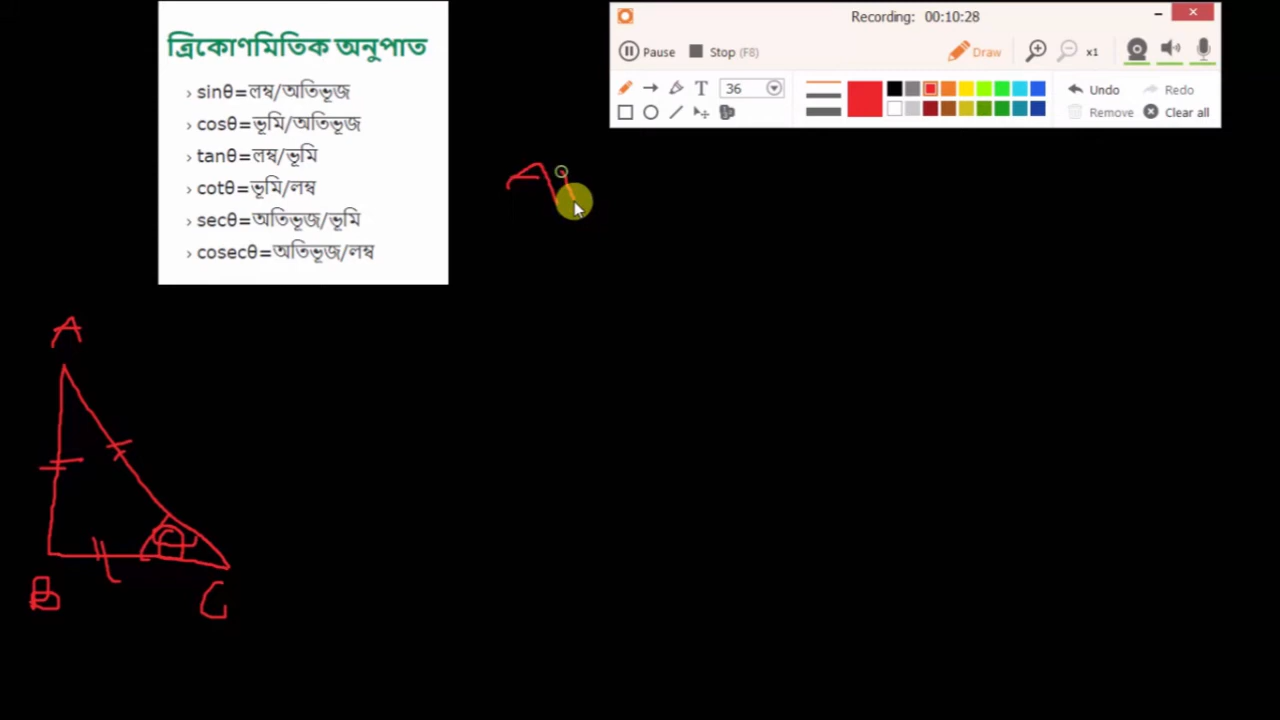 ত্রিকোণমিতিক অনুপাত
› sinθ=লম্ব/অতিভূজ
› cosθ=ভূমি/অতিভূজ
› tanθ=লম্ব/ভূমি
› cotθ=ভূমি/লম্ব
› secθ=অতিভূজ/ভূমি
› cosecθ=অতিভূজ/লম্ব
Recording: 00:10:28
Pause Stop (F8) Draw x1
T 36 Undo Redo
Remove Clear all
A
B C